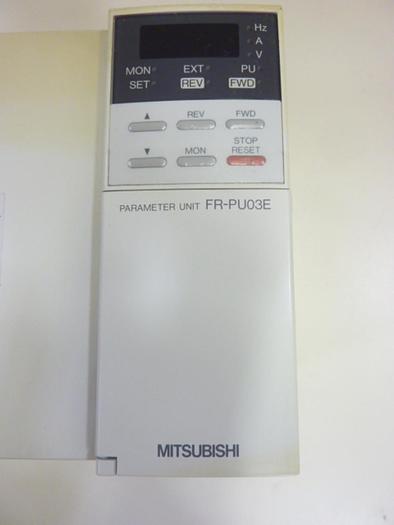 Hz
A
MON EXT PU V
SET REV FWD
▲ REV FWD
STOP
RESET
▼ MON
PARAMETER UNIT FR-PU03E
MITSUBISHI